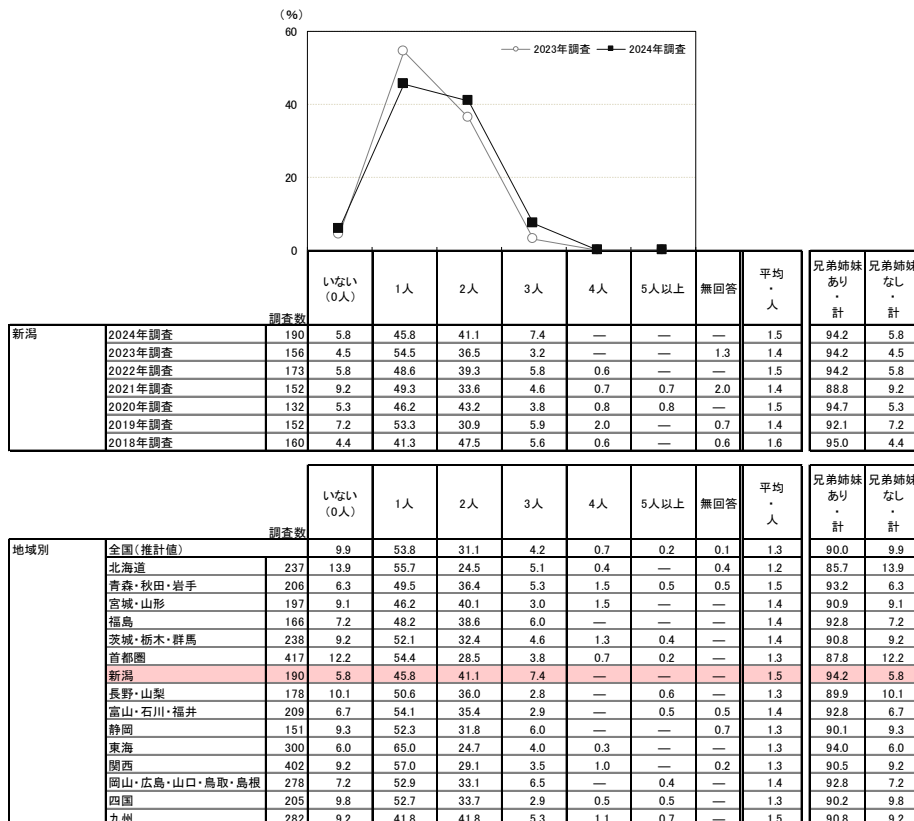 (%)
60
40
20
0
2023年調査 2024年調査
調査数 いない(0人) 1人 2人 3人 4人 5人以上 無回答 平均・人 兄弟姉妹あり・計 兄弟姉妹なし・計
新潟 2024年調査 190 5.8 45.8 41.1 7.4 — — — 1.5 94.2 5.8
2023年調査 156 4.5 54.5 36.5 3.2 — — 1.3 1.4 94.2 4.5
2022年調査 173 5.8 48.6 39.3 5.8 0.6 — — 1.5 94.2 5.8
2021年調査 152 9.2 49.3 33.6 4.6 0.7 0.7 2.0 1.4 88.8 9.2
2020年調査 132 5.3 46.2 43.2 3.8 0.8 0.8 — 1.5 94.7 5.3
2019年調査 152 7.2 53.3 30.9 5.9 2.0 — 0.7 1.4 92.1 7.2
2018年調査 160 4.4 41.3 47.5 5.6 0.6 — 0.6 1.6 95.0 4.4
調査数 いない(0人) 1人 2人 3人 4人 5人以上 無回答 平均・人 兄弟姉妹あり・計 兄弟姉妹なし・計
地域別 全国(推計値) 9.9 53.8 31.1 4.2 0.7 0.2 0.1 1.3 90.0 9.9
北海道 237 13.9 55.7 24.5 5.1 0.4 — 0.4 1.2 85.7 13.9
青森・秋田・岩手 206 6.3 49.5 36.4 5.3 1.5 0.5 0.5 1.5 93.2 6.3
宮城・山形 197 9.1 46.2 40.1 3.0 1.5 — — 1.4 90.9 9.1
福島 166 7.2 48.2 38.6 6.0 — — — 1.4 92.8 7.2
茨城・栃木・群馬 238 9.2 52.1 32.4 4.6 1.3 0.4 — 1.4 90.8 9.2
首都圏 417 12.2 54.4 28.5 3.8 0.7 0.2 — 1.3 87.8 12.2
新潟 190 5.8 45.8 41.1 7.4 — — — 1.5 94.2 5.8
長野・山梨 178 10.1 50.6 36.0 2.8 — 0.6 — 1.3 89.9 10.1
富山・石川・福井 209 6.7 54.1 35.4 2.9 — 0.5 0.5 1.4 92.8 6.7
静岡 151 9.3 52.3 31.8 6.0 — — 0.7 1.3 90.1 9.3
東海 300 6.0 65.0 24.7 4.0 0.3 — — 1.3 94.0 6.0
関西 402 9.2 57.0 29.1 3.5 1.0 — 0.2 1.3 90.5 9.2
岡山・広島・山口・鳥取・島根 278 7.2 52.9 33.1 6.5 — 0.4 — 1.4 92.8 7.2
四国 205 9.8 52.7 33.7 2.9 0.5 0.5 — 1.3 90.2 9.8
九州 282 9.2 41.8 41.8 5.3 1.1 0.7 — 1.5 90.8 9.2